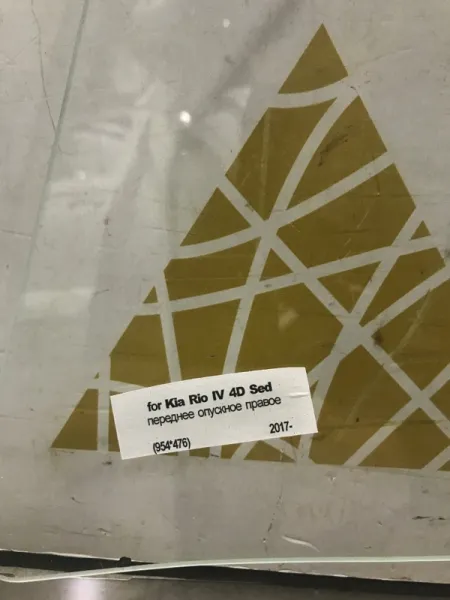 for Kia Rio IV 4D Sed
переднее опускное правое
(954*476) 2017-